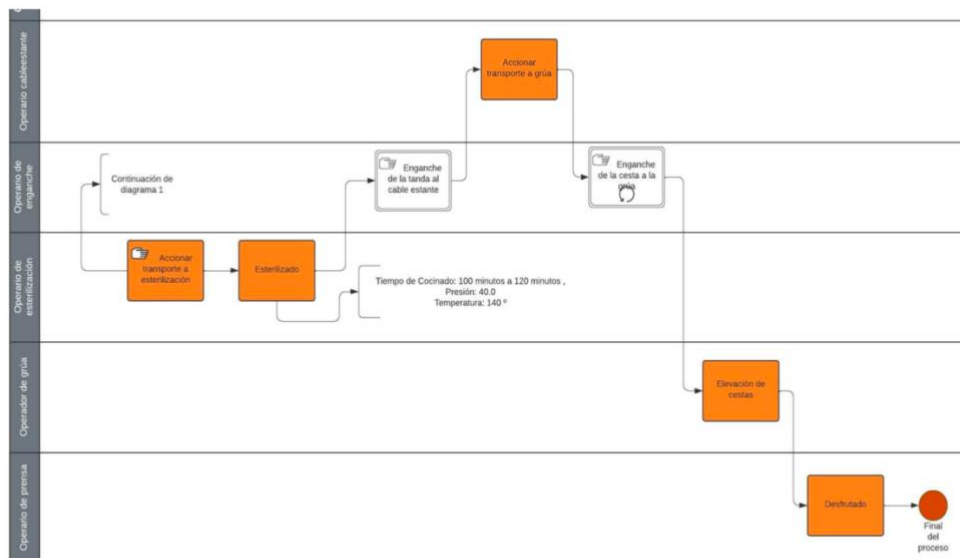 Operario cableestante
Accionar
transporte a grúa
Operario de
enganche
Continuación de
diagrama 1
Enganche
de la tanda al
cable estante
Enganche
de la cesta a la
grúa
Operario de
esterilización
Accionar
transporte a
esterilización
Esterilizado
Tiempo de Cocinado: 100 minutos a 120 minutos ,
Presión: 40.0
Temperatura: 140 º
Operador de grúa
Elevación de
cestas
Operario de prensa
Desfrutado
Final
del
proceso